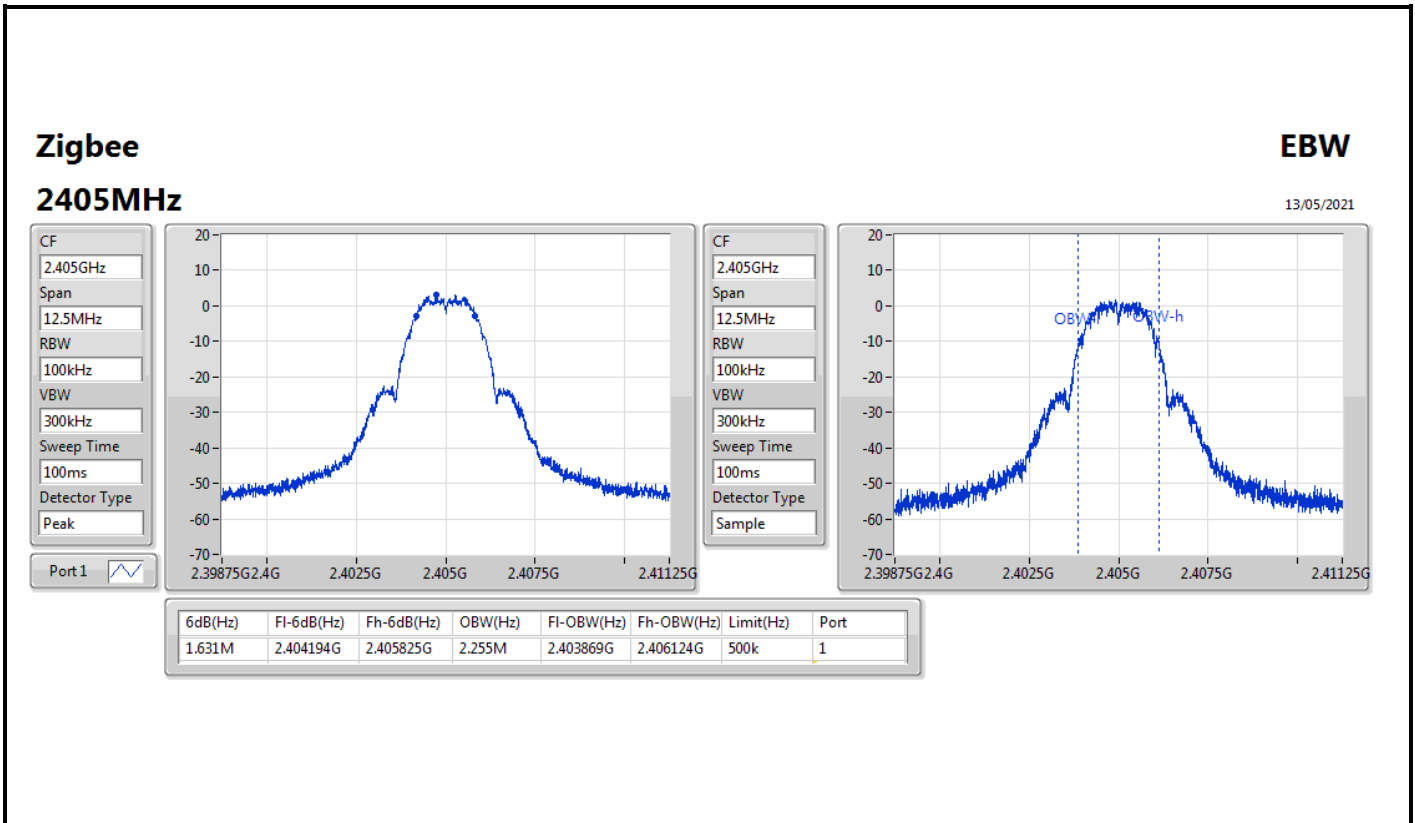 Zigbee
EBW
2405MHz
13/05/2021
CF
2.405GHz
Span
12.5MHz
RBW
100kHz
VBW
300kHz
Sweep Time
100ms
Detector Type
Peak
Port 1
20
10
0
-10
-20
-30
-40
-50
-60
-70
2.39875G 2.4G 2.4025G 2.405G 2.4075G 2.41125G
CF
2.405GHz
Span
12.5MHz
RBW
100kHz
VBW
300kHz
Sweep Time
100ms
Detector Type
Sample
20
10
0
-10
-20
-30
-40
-50
-60
-70
OBW-l OBW-h
2.39875G 2.4G 2.4025G 2.405G 2.4075G 2.41125G
6dB(Hz) Fl-6dB(Hz) Fh-6dB(Hz) OBW(Hz) Fl-OBW(Hz) Fh-OBW(Hz) Limit(Hz) Port
1.631M 2.404194G 2.405825G 2.255M 2.403869G 2.406124G 500k 1